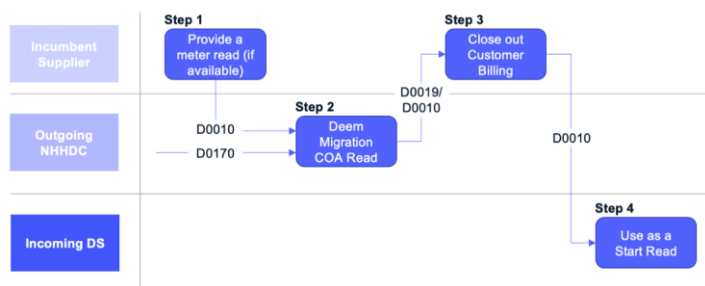 Step 1
Step 3
Incumbent
Supplier
Provide a
meter read (if
available)
Close out
Customer
Billing
D0019/
D0010
Step 2
Outgoing
NHHDC
D0010
D0170
Deem
Migration
COA Read
D0010
Step 4
Incoming DS
Use as a
Start Read